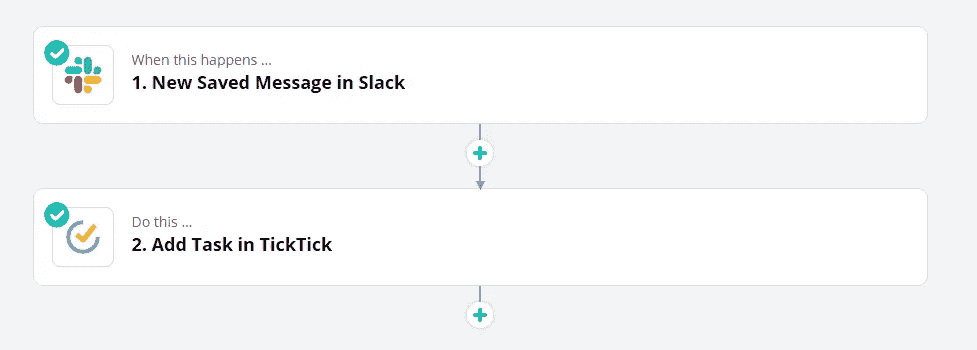 When this happens ...
1. New Saved Message in Slack
Do this ...
2. Add Task in TickTick